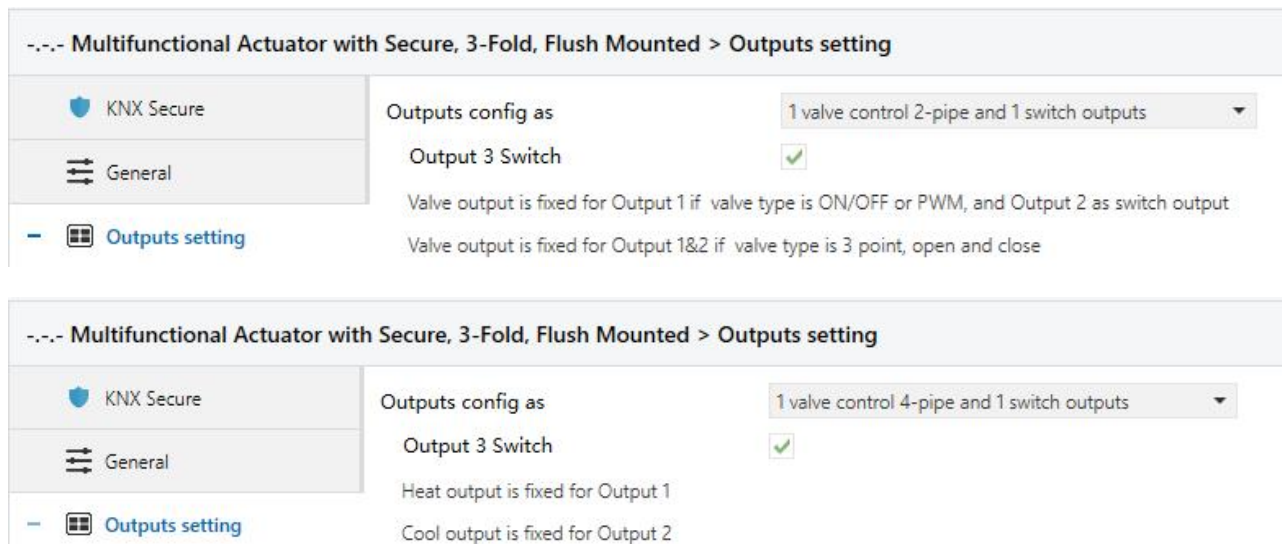 -.-.- Multifunctional Actuator with Secure, 3-Fold, Flush Mounted > Outputs setting
KNX Secure
Outputs config as
1 valve control 2-pipe and 1 switch outputs
General
Output 3 Switch
Valve output is fixed for Output 1 if valve type is ON/OFF or PWM, and Output 2 as switch output
Outputs setting
Valve output is fixed for Output 1&2 if valve type is 3 point, open and close
-.-.- Multifunctional Actuator with Secure, 3-Fold, Flush Mounted > Outputs setting
KNX Secure
Outputs config as
1 valve control 4-pipe and 1 switch outputs
General
Output 3 Switch
Heat output is fixed for Output 1
Outputs setting
Cool output is fixed for Output 2